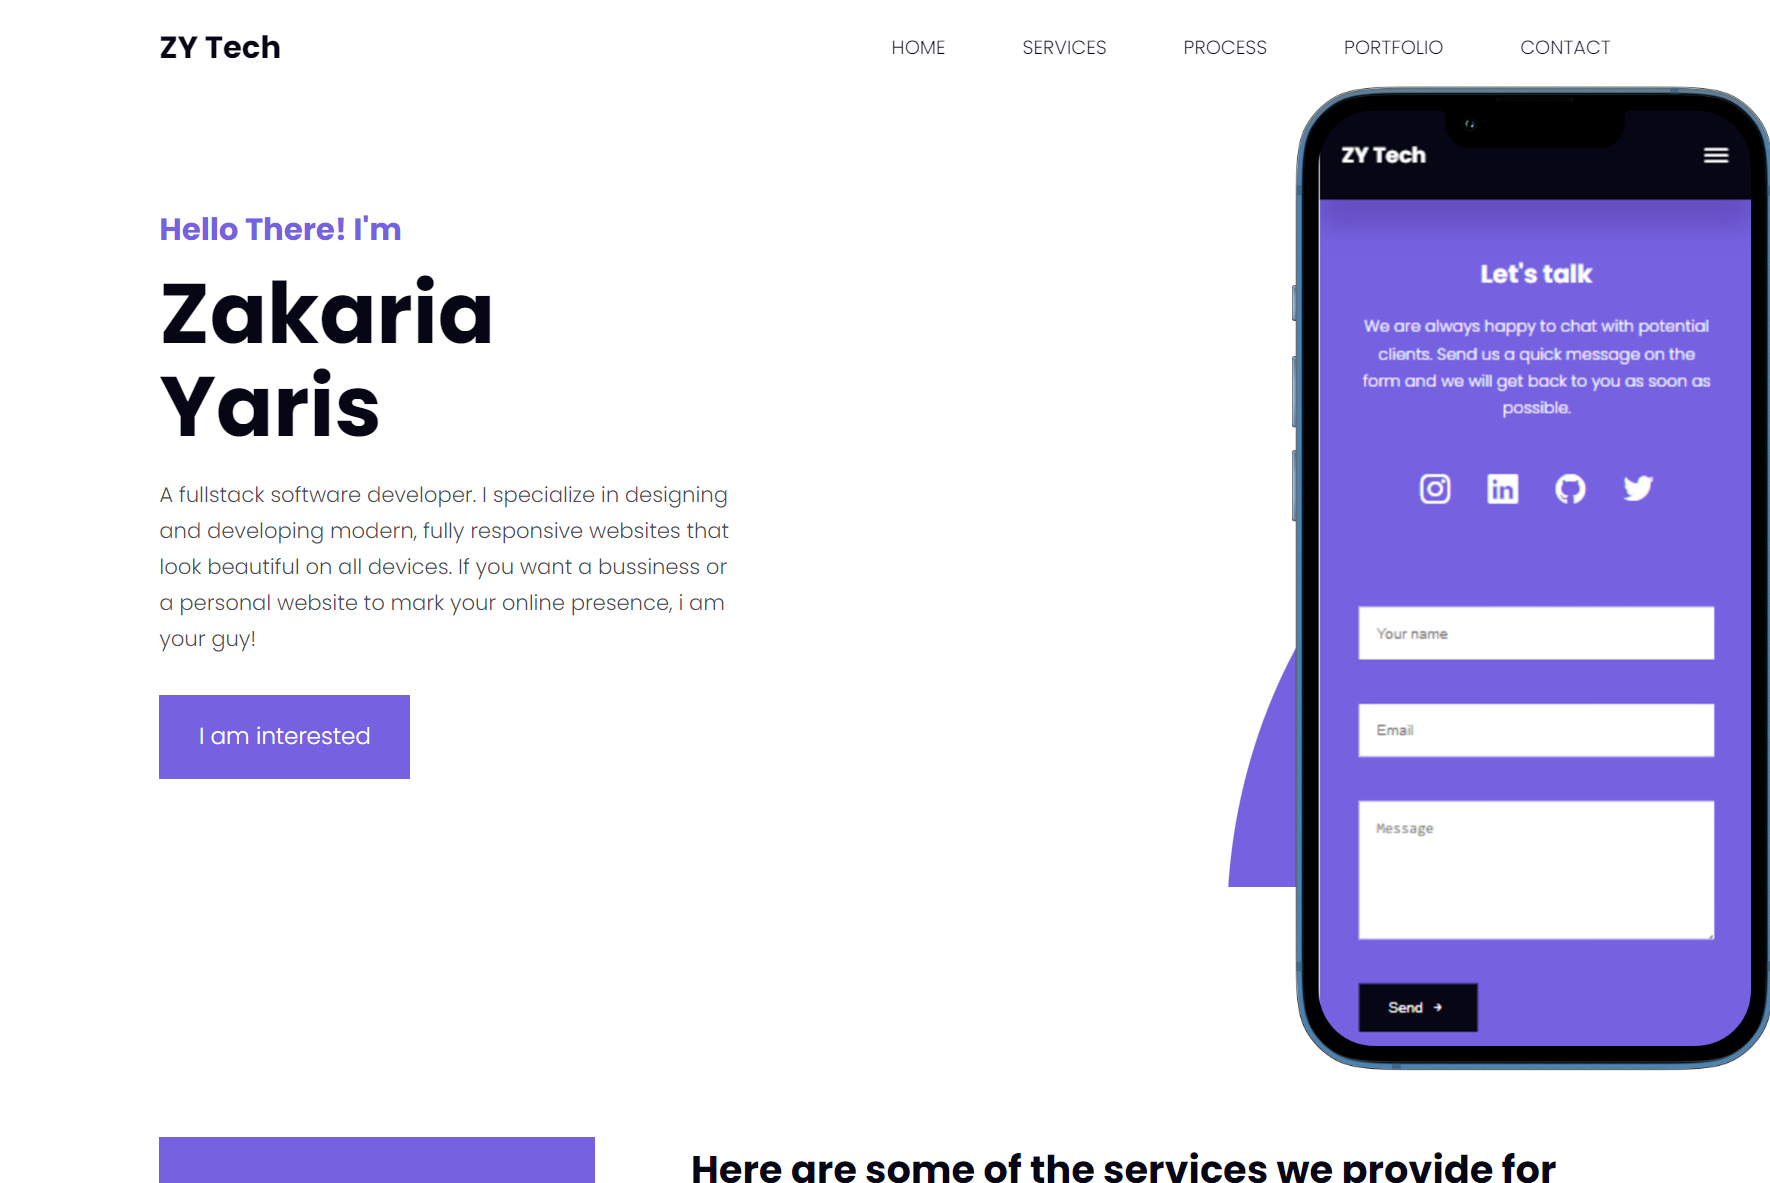 ZY Tech
HOME SERVICES PROCESS PORTFOLIO CONTACT
Hello There! I'm
Zakaria
Yaris
A fullstack software developer. I specialize in designing
and developing modern, fully responsive websites that
look beautiful on all devices. If you want a bussiness or
a personal website to mark your online presence, i am
your guy!
I am interested
ZY Tech
Let's talk
We are always happy to chat with potential
clients. Send us a quick message on the
form and we will get back to you as soon as
possible.
in
Your name
Email
Message
Send →
Here are some of the services we provide for